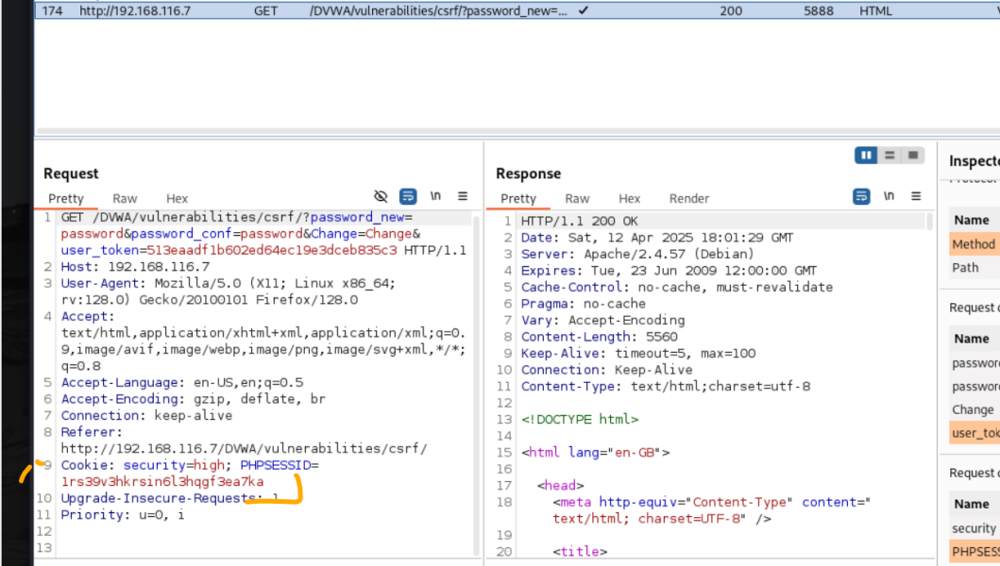 174 http://192.168.116.7 GET /DVWA/vulnerabilities/csrf/?password_new=... ✓ 200 5888 HTML
Request
Pretty Raw Hex \n
1 GET /DVWA/vulnerabilities/csrf/?password_new=
password&password_conf=password&Change=Change&
user_token=513eaadf1b602ed64ec19e3dceb835c3 HTTP/1.1
2 Host: 192.168.116.7
3 User-Agent: Mozilla/5.0 (X11; Linux x86_64;
rv:128.0) Gecko/20100101 Firefox/128.0
4 Accept:
text/html,application/xhtml+xml,application/xml;q=0.
9,image/avif,image/webp,image/png,image/svg+xml,*/*;
q=0.8
5 Accept-Language: en-US,en;q=0.5
6 Accept-Encoding: gzip, deflate, br
7 Connection: keep-alive
8 Referer:
http://192.168.116.7/DVWA/vulnerabilities/csrf/
9 Cookie: security=high; PHPSESSID=
1rs39v3hkrsin6l3hqgf3ea7ka
10 Upgrade-Insecure-Requests: 1
11 Priority: u=0, i
12
13
Response
Pretty Raw Hex Render \n
1 HTTP/1.1 200 OK
2 Date: Sat, 12 Apr 2025 18:01:29 GMT
3 Server: Apache/2.4.57 (Debian)
4 Expires: Tue, 23 Jun 2009 12:00:00 GMT
5 Cache-Control: no-cache, must-revalidate
6 Pragma: no-cache
7 Vary: Accept-Encoding
8 Content-Length: 5560
9 Keep-Alive: timeout=5, max=100
10 Connection: Keep-Alive
11 Content-Type: text/html;charset=utf-8
12
13 <!DOCTYPE html>
14
15 <html lang="en-GB">
16
17 <head>
18 <meta http-equiv="Content-Type" content="
text/html; charset=UTF-8" />
19
20 <title>
Inspecto
Name
Method
Path
Request c
Name
passwor
passwor
Change
user_tok
Request c
Name
security
PHPSESS